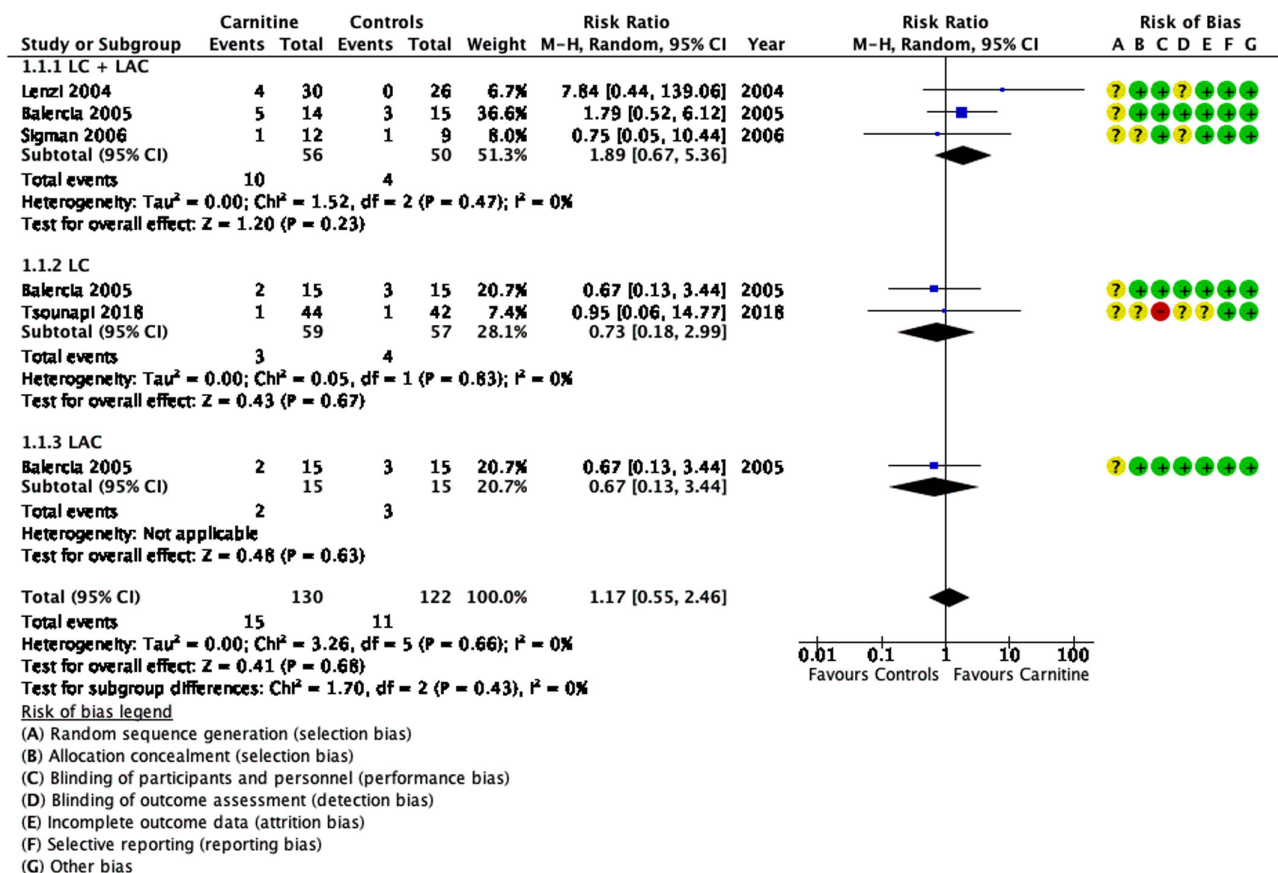 Carnitine Controls Risk Ratio Risk Ratio Risk of Bias
Study or Subgroup Events Total Events Total Weight M-H, Random, 95% CI Year M-H, Random, 95% CI A B C D E F G
1.1.1 LC + LAC
Lenzi 2004 4 30 0 26 6.7% 7.84 [0.44, 139.06] 2004 ? + + ? + + +
Balercia 2005 5 14 3 15 36.6% 1.79 [0.52, 6.12] 2005 ? + + + + + +
Sigman 2006 1 12 1 9 8.0% 0.75 [0.05, 10.44] 2006 ? ? + ? + + +
Subtotal (95% CI) 56 50 51.3% 1.89 [0.67, 5.36]
Total events 10 4
Heterogeneity: Tau² = 0.00; Chi² = 1.52, df = 2 (P = 0.47); I² = 0%
Test for overall effect: Z = 1.20 (P = 0.23)
1.1.2 LC
Balercia 2005 2 15 3 15 20.7% 0.67 [0.13, 3.44] 2005 ? + + + + + +
Tsounapi 2018 1 44 1 42 7.4% 0.95 [0.06, 14.77] 2018 ? ? - ? ? + +
Subtotal (95% CI) 59 57 28.1% 0.73 [0.18, 2.99]
Total events 3 4
Heterogeneity: Tau² = 0.00; Chi² = 0.05, df = 1 (P = 0.83); I² = 0%
Test for overall effect: Z = 0.43 (P = 0.67)
1.1.3 LAC
Balercia 2005 2 15 3 15 20.7% 0.67 [0.13, 3.44] 2005 ? + + + + + +
Subtotal (95% CI) 15 15 20.7% 0.67 [0.13, 3.44]
Total events 2 3
Heterogeneity: Not applicable
Test for overall effect: Z = 0.48 (P = 0.63)
Total (95% CI) 130 122 100.0% 1.17 [0.55, 2.46]
Total events 15 11
Heterogeneity: Tau² = 0.00; Chi² = 3.26, df = 5 (P = 0.66); I² = 0%
Test for overall effect: Z = 0.41 (P = 0.68)
Test for subgroup differences: Chi² = 1.70, df = 2 (P = 0.43), I² = 0%
0.01 0.1 1 10 100
Favours Controls Favours Carnitine
Risk of bias legend
(A) Random sequence generation (selection bias)
(B) Allocation concealment (selection bias)
(C) Blinding of participants and personnel (performance bias)
(D) Blinding of outcome assessment (detection bias)
(E) Incomplete outcome data (attrition bias)
(F) Selective reporting (reporting bias)
(G) Other bias